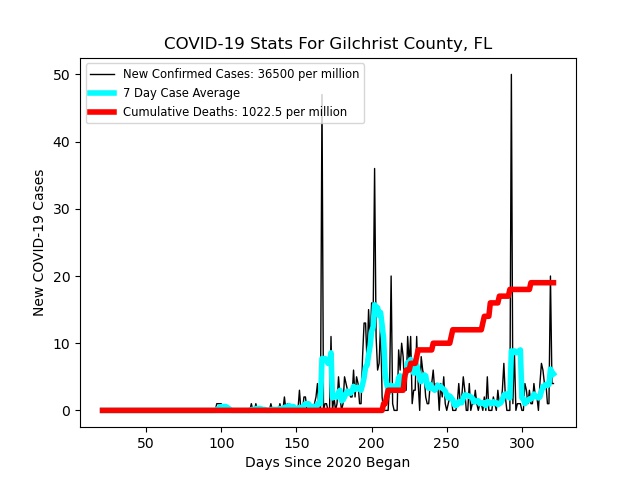 COVID-19 Stats For Gilchrist County, FL
New Confirmed Cases: 36500 per million
7 Day Case Average
Cumulative Deaths: 1022.5 per million
New COVID-19 Cases
50
40
30
20
10
0
50 100 150 200 250 300
Days Since 2020 Began